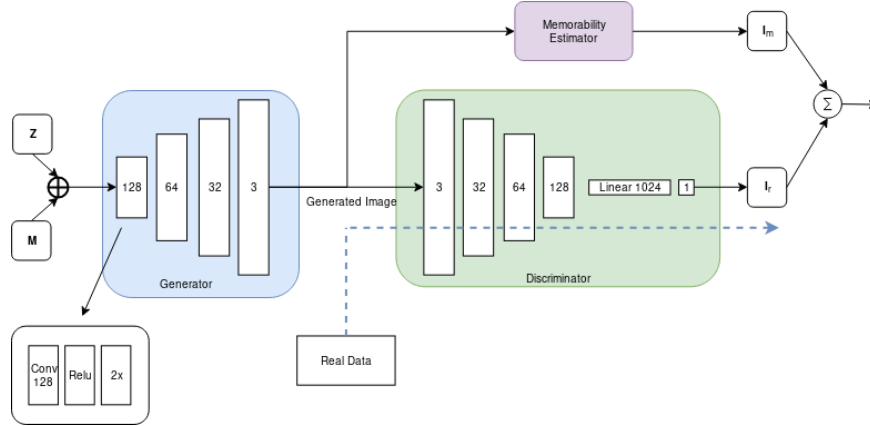 Memorability
Estimator
Iₘ
Z
Σ
128
64
32
3
3
32
64
128
Linear 1024
1
Iᵣ
Generated Image
M
Generator
Discriminator
Conv
128
Relu
2x
Real Data